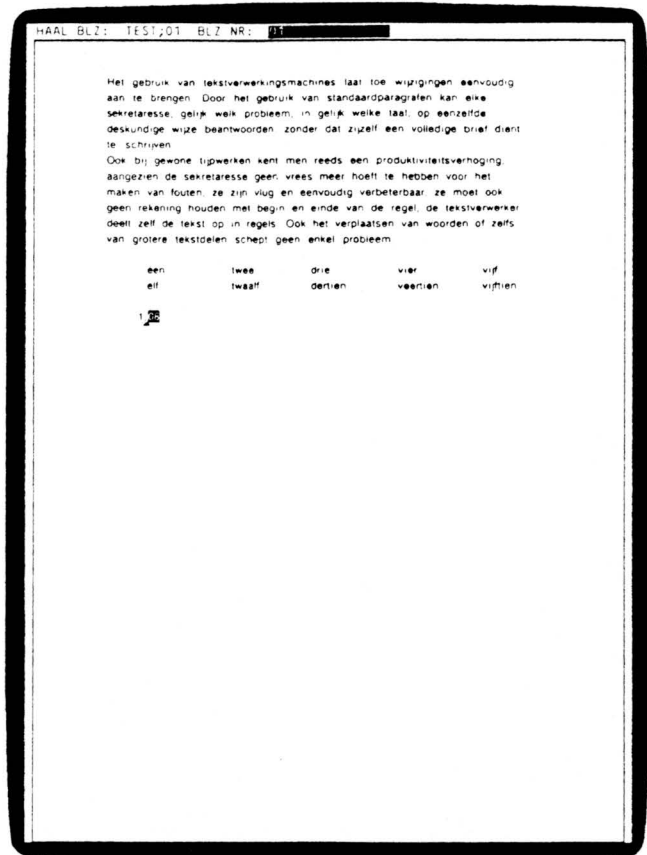 HAAL BLZ: TEST;01 BLZ NR: 01
Het gebruik van tekstverwerkingsmachines laat toe wijzigingen eenvoudig
aan te brengen. Door het gebruik van standaardparagrafen kan elke
sekretaresse, gelijk welk probleem, in gelijk welke taal, op eenzelfde
deskundige wijze beantwoorden zonder dat zijzelf een volledige brief dient
te schrijven
Ook bij gewone tijpwerken kent men reeds een produktiviteitsverhoging,
aangezien de sekretaresse geen vrees meer hoeft te hebben voor het
maken van fouten, ze zijn vlug en eenvoudig verbeterbaar, ze moet ook
geen rekening houden met begin en einde van de regel, de tekstverwerker
deelt zelf de tekst op in regels. Ook het verplaatsen van woorden of zelfs
van grotere tekstdelen schept geen enkel probleem
een twee drie vier vijf
elf twaalf dertien veertien vijftien
1